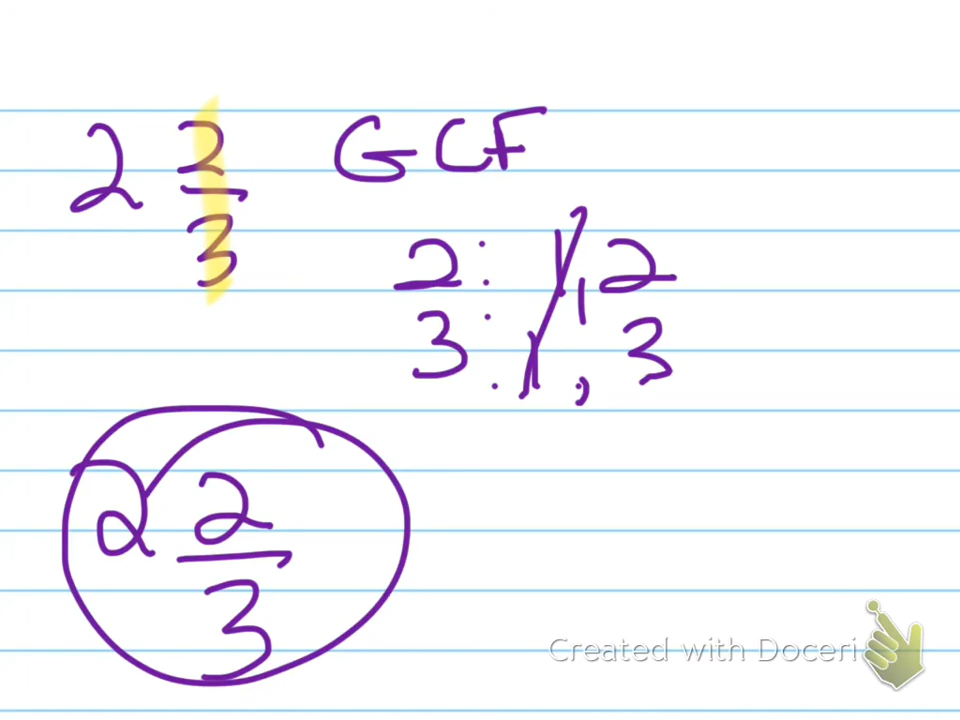 2 2/3 GCF
2: 1, 2
3: 1, 3
2 2/3
Created with Doceri